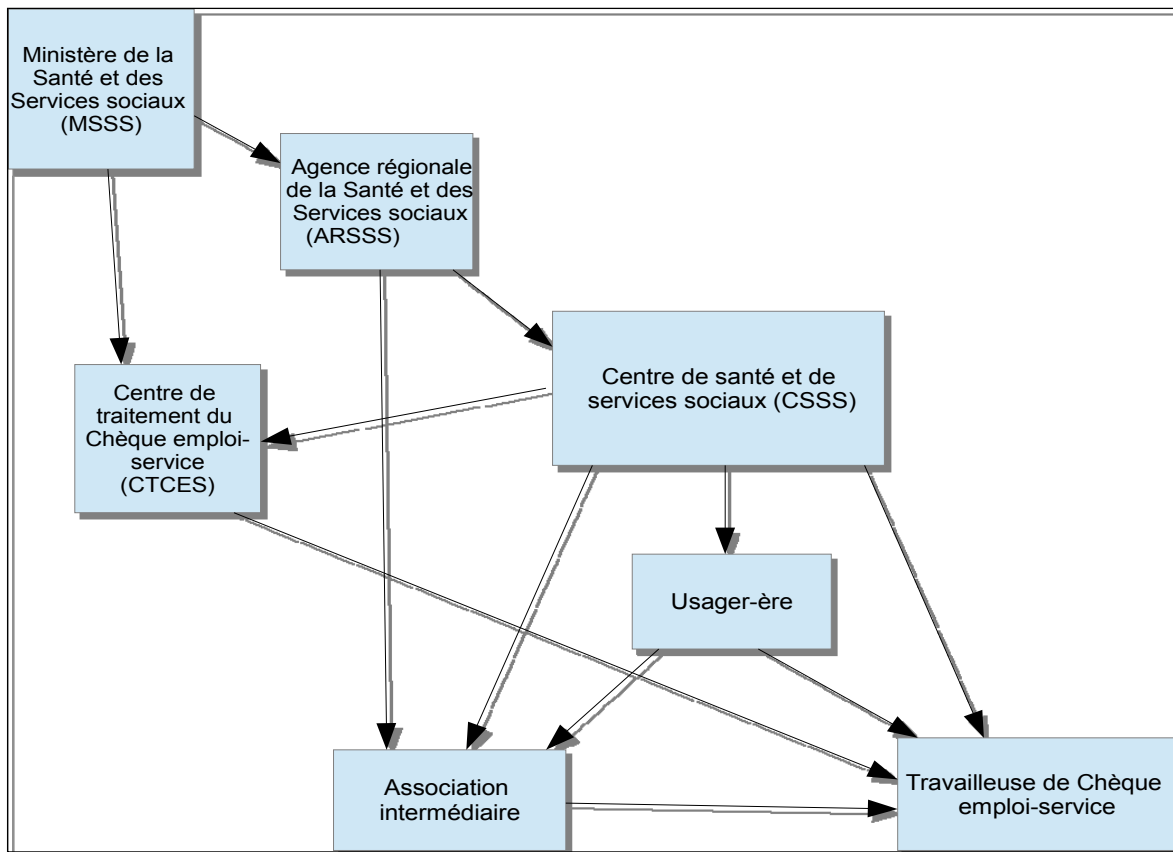 Ministère de la
Santé et des
Services sociaux
(MSSS)
Agence régionale
de la Santé et des
Services sociaux
(ARSSS)
Centre de santé et de
services sociaux (CSSS)
Centre de
traitement du
Chèque emploi-
service
(CTCES)
Usager-ère
Association
intermédiaire
Travailleuse de Chèque
emploi-service